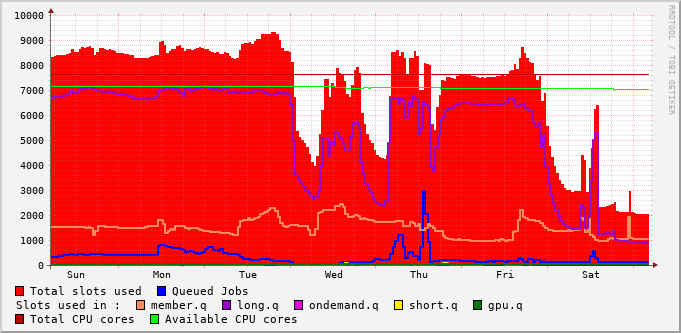 RRDTOOL / TOBI OETIKER
10000
9000
8000
7000
6000
5000
4000
3000
2000
1000
0
Sun Mon Tue Wed Thu Fri Sat
Total slots used Queued Jobs
Slots used in : member.q long.q ondemand.q short.q gpu.q
Total CPU cores Available CPU cores